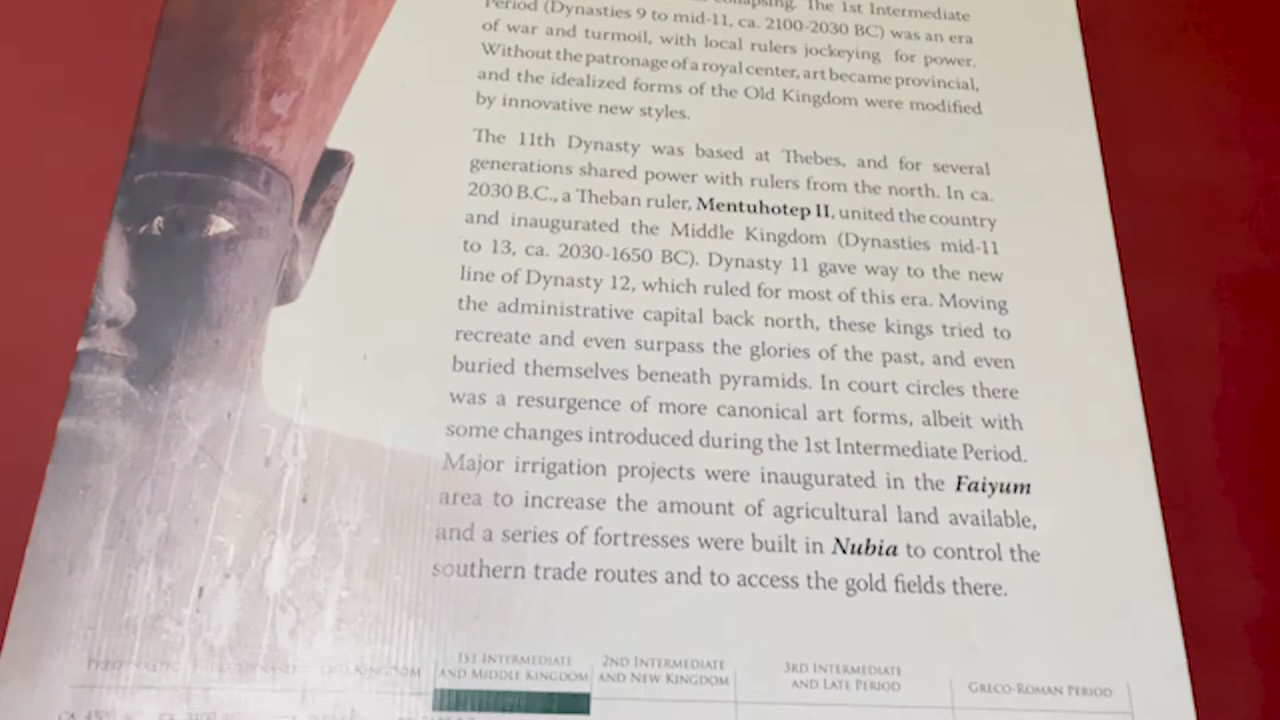 collapsing. The 1st Intermediate
Period (Dynasties 9 to mid-11, ca. 2100-2030 BC) was an era
of war and turmoil, with local rulers jockeying for power.
Without the patronage of a royal center, art became provincial,
and the idealized forms of the Old Kingdom were modified
by innovative new styles.
The 11th Dynasty was based at Thebes, and for several
generations shared power with rulers from the north. In ca.
2030 B.C., a Theban ruler, Mentuhotep II, united the country
and inaugurated the Middle Kingdom (Dynasties mid-11
to 13, ca. 2030-1650 BC). Dynasty 11 gave way to the new
line of Dynasty 12, which ruled for most of this era. Moving
the administrative capital back north, these kings tried to
recreate and even surpass the glories of the past, and even
buried themselves beneath pyramids. In court circles there
was a resurgence of more canonical art forms, albeit with
some changes introduced during the 1st Intermediate Period.
Major irrigation projects were inaugurated in the Faiyum
area to increase the amount of agricultural land available,
and a series of fortresses were built in Nubia to control the
southern trade routes and to access the gold fields there.
OLD KINGDOM
1ST INTERMEDIATE
AND MIDDLE KINGDOM
2ND INTERMEDIATE
AND NEW KINGDOM
3RD INTERMEDIATE
AND LATE PERIOD
GRECO-ROMAN PERIOD